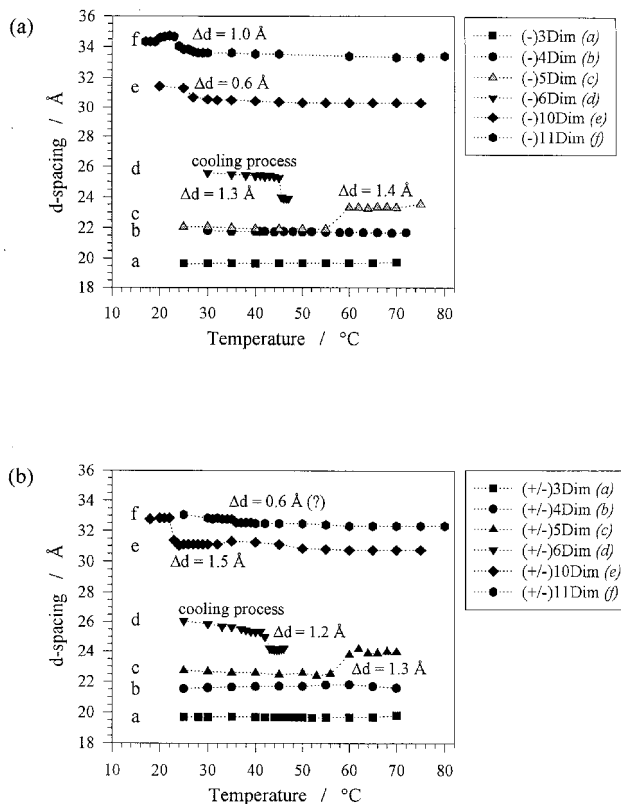 (a)
36
34
32
30
28
26
24
22
20
18
d-spacing / Å
f
e
d
c
b
a
Δd = 1.0 Å
Δd = 0.6 Å
cooling process
Δd = 1.3 Å
Δd = 1.4 Å
10 20 30 40 50 60 70 80
Temperature / °C
(-)3Dim (a)
(-)4Dim (b)
(-)5Dim (c)
(-)6Dim (d)
(-)10Dim (e)
(-)11Dim (f)
(b)
36
34
32
30
28
26
24
22
20
18
d-spacing / Å
f
e
d
c
b
a
Δd = 0.6 Å (?)
Δd = 1.5 Å
cooling process
Δd = 1.2 Å
Δd = 1.3 Å
10 20 30 40 50 60 70 80
Temperature / °C
(+/-)3Dim (a)
(+/-)4Dim (b)
(+/-)5Dim (c)
(+/-)6Dim (d)
(+/-)10Dim (e)
(+/-)11Dim (f)